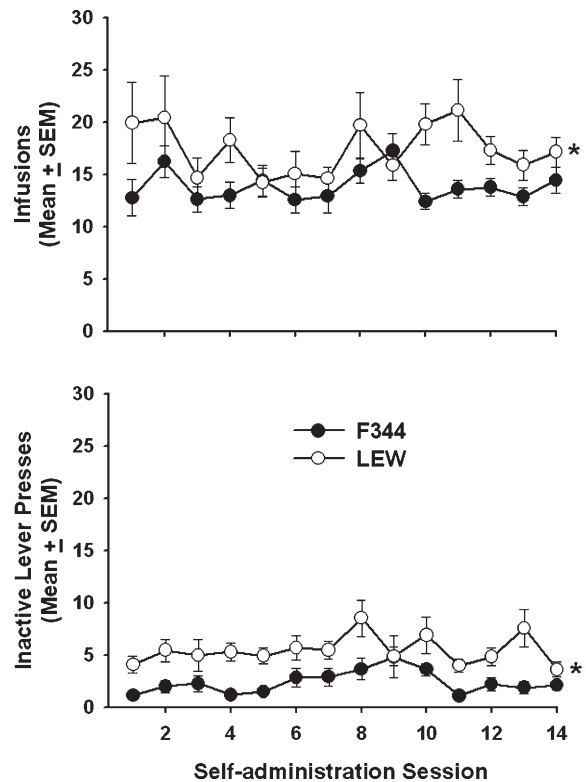 30
25
20
15
10
5
0
Infusions
(Mean ± SEM)
*
30
25
20
15
10
5
0
Inactive Lever Presses
(Mean ± SEM)
F344
LEW
*
2 4 6 8 10 12 14
Self-administration Session